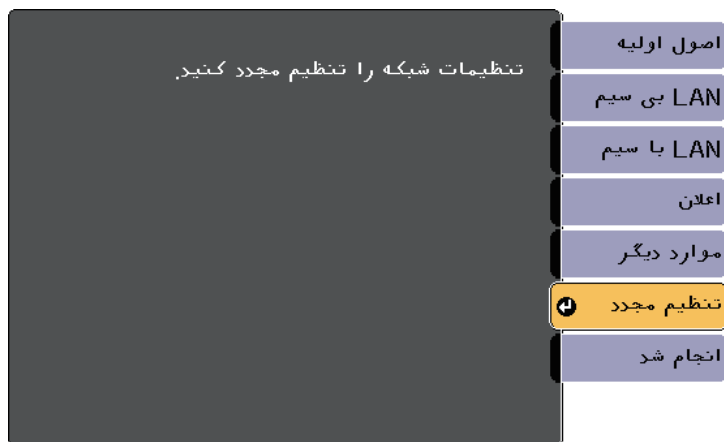 اصول اولیه
LAN بی سیم
LAN با سیم
اعلان
موارد دیگر
تنظیم مجدد
انجام شد
تنظیمات شبکه را تنظیم مجدد کنید.